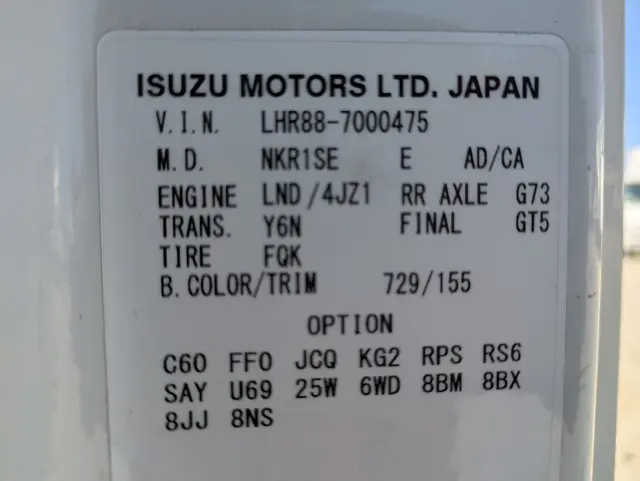 ISUZU MOTORS LTD. JAPAN
V.I.N. LHR88-7000475
M.D. NKR1SE E AD/CA
ENGINE LND/4JZ1 RR AXLE G73
TRANS. Y6N FINAL GT5
TIRE FQK
B.COLOR/TRIM 729/155
OPTION
C60 FF0 JCQ KG2 RPS RS6
SAY U69 25W 6WD 8BM 8BX
8JJ 8NS